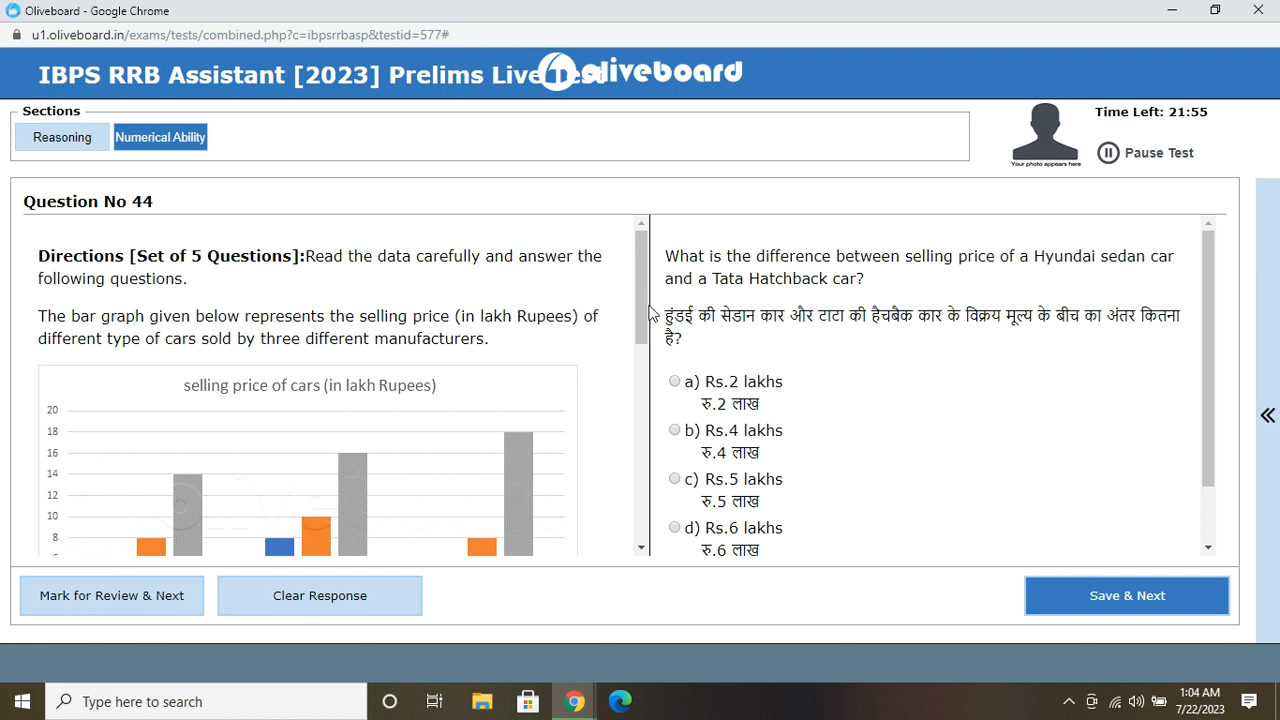 Oliveboard - Google Chrome
u1.oliveboard.in/exams/tests/combined.php?c=ibpsrrbasp&testid=577#
IBPS RRB Assistant [2023] Prelims Live Test
oliveboard
Sections
Reasoning
Numerical Ability
Your photo appears here
Time Left: 21:55
Pause Test
Question No 44
Directions [Set of 5 Questions]:Read the data carefully and answer the
following questions.
The bar graph given below represents the selling price (in lakh Rupees) of
different type of cars sold by three different manufacturers.
selling price of cars (in lakh Rupees)
20
18
16
14
12
10
8
What is the difference between selling price of a Hyundai sedan car
and a Tata Hatchback car?
हुंडई की सेडान कार और टाटा की हैचबैक कार के विक्रय मूल्य के बीच का अंतर कितना
है?
a) Rs.2 lakhs
रु.2 लाख
b) Rs.4 lakhs
रु.4 लाख
c) Rs.5 lakhs
रु.5 लाख
d) Rs.6 lakhs
रु.6 लाख
Mark for Review & Next
Clear Response
Save & Next
Type here to search
1:04 AM
7/22/2023